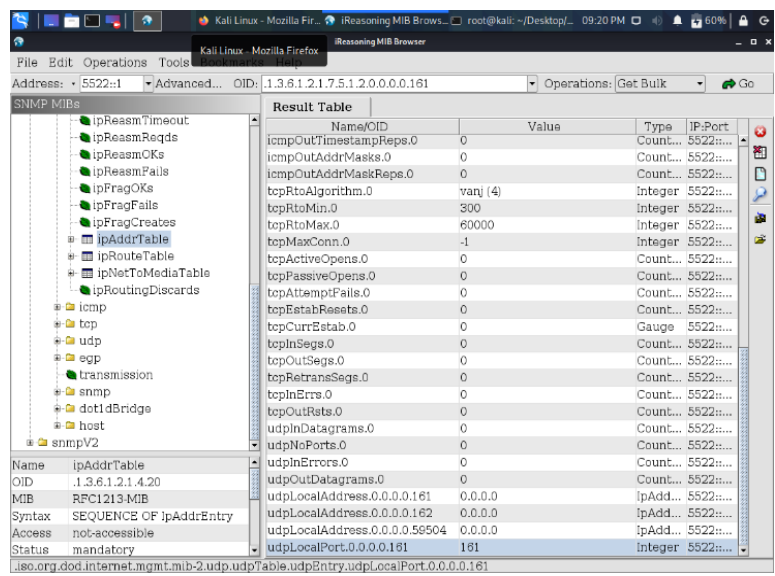 Kali Linux - Mozilla Fir... iReasoning MIB Brows... root@kali: ~/Desktop/... 09:20 PM 60%
Kali Linux - Mozilla Firefox
iReasoning MIB Browser
File Edit Operations Tools Bookmarks Help
Address: 5522::1 Advanced... OID: .1.3.6.1.2.1.7.5.1.2.0.0.0.0.161 Operations: Get Bulk Go
SNMP MIBs
ipReasmTimeout
ipReasmReqds
ipReasmOKs
ipReasmFails
ipFragOKs
ipFragFails
ipFragCreates
ipAddrTable
ipRouteTable
ipNetToMediaTable
ipRoutingDiscards
icmp
tcp
udp
egp
transmission
snmp
dot1dBridge
host
snmpV2
Name ipAddrTable
OID .1.3.6.1.2.1.4.20
MIB RFC1213-MIB
Syntax SEQUENCE OF IpAddrEntry
Access not-accessible
Status mandatory
Result Table
Name/OID Value Type IP:Port
icmpOutTimestampReps.0 0 Count... 5522::...
icmpOutAddrMasks.0 0 Count... 5522::...
icmpOutAddrMaskReps.0 0 Count... 5522::...
tcpRtoAlgorithm.0 vanj (4) Integer 5522::...
tcpRtoMin.0 300 Integer 5522::...
tcpRtoMax.0 60000 Integer 5522::...
tcpMaxConn.0 -1 Integer 5522::...
tcpActiveOpens.0 0 Count... 5522::...
tcpPassiveOpens.0 0 Count... 5522::...
tcpAttemptFails.0 0 Count... 5522::...
tcpEstabResets.0 0 Count... 5522::...
tcpCurrEstab.0 0 Gauge 5522::...
tcpInSegs.0 0 Count... 5522::...
tcpOutSegs.0 0 Count... 5522::...
tcpRetransSegs.0 0 Count... 5522::...
tcpInErrs.0 0 Count... 5522::...
tcpOutRsts.0 0 Count... 5522::...
udpInDatagrams.0 0 Count... 5522::...
udpNoPorts.0 0 Count... 5522::...
udpInErrors.0 0 Count... 5522::...
udpOutDatagrams.0 0 Count... 5522::...
udpLocalAddress.0.0.0.0.161 0.0.0.0 IpAdd... 5522::...
udpLocalAddress.0.0.0.0.162 0.0.0.0 IpAdd... 5522::...
udpLocalAddress.0.0.0.0.59504 0.0.0.0 IpAdd... 5522::...
udpLocalPort.0.0.0.0.161 161 Integer 5522::...
.iso.org.dod.internet.mgmt.mib-2.udp.udpTable.udpEntry.udpLocalPort.0.0.0.0.161